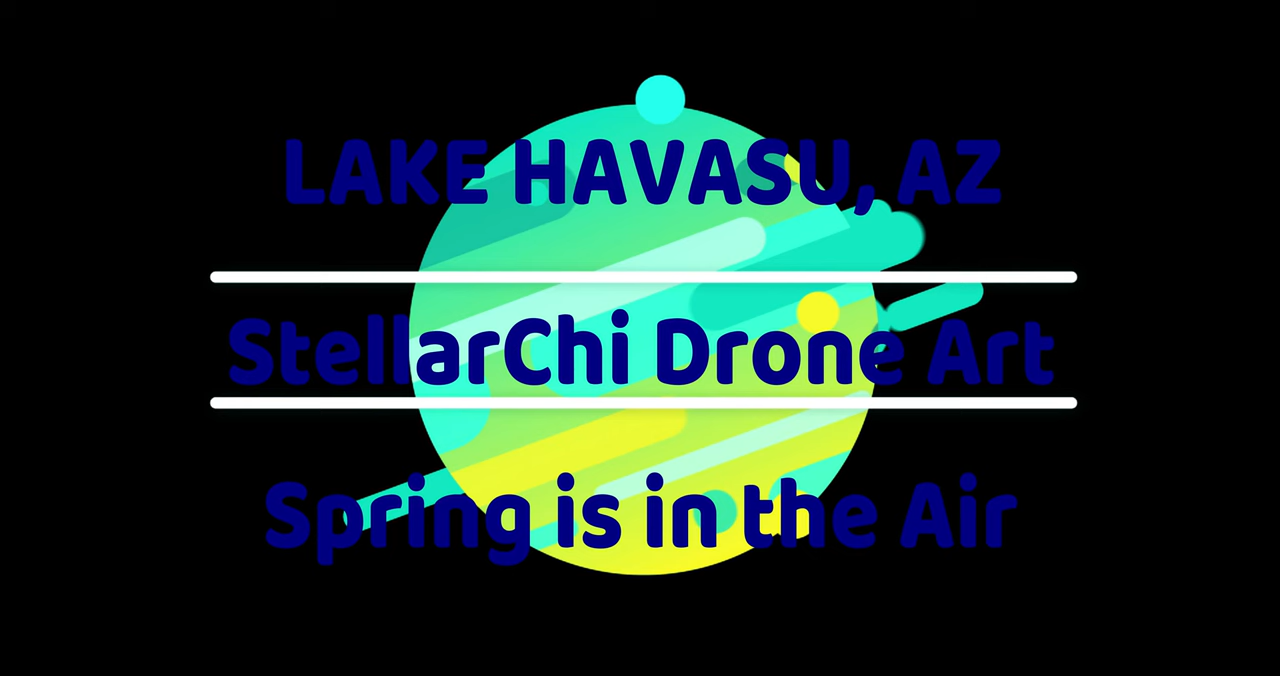 LAKE HAVASU, AZ
StellarChi Drone Art
Spring is in the Air